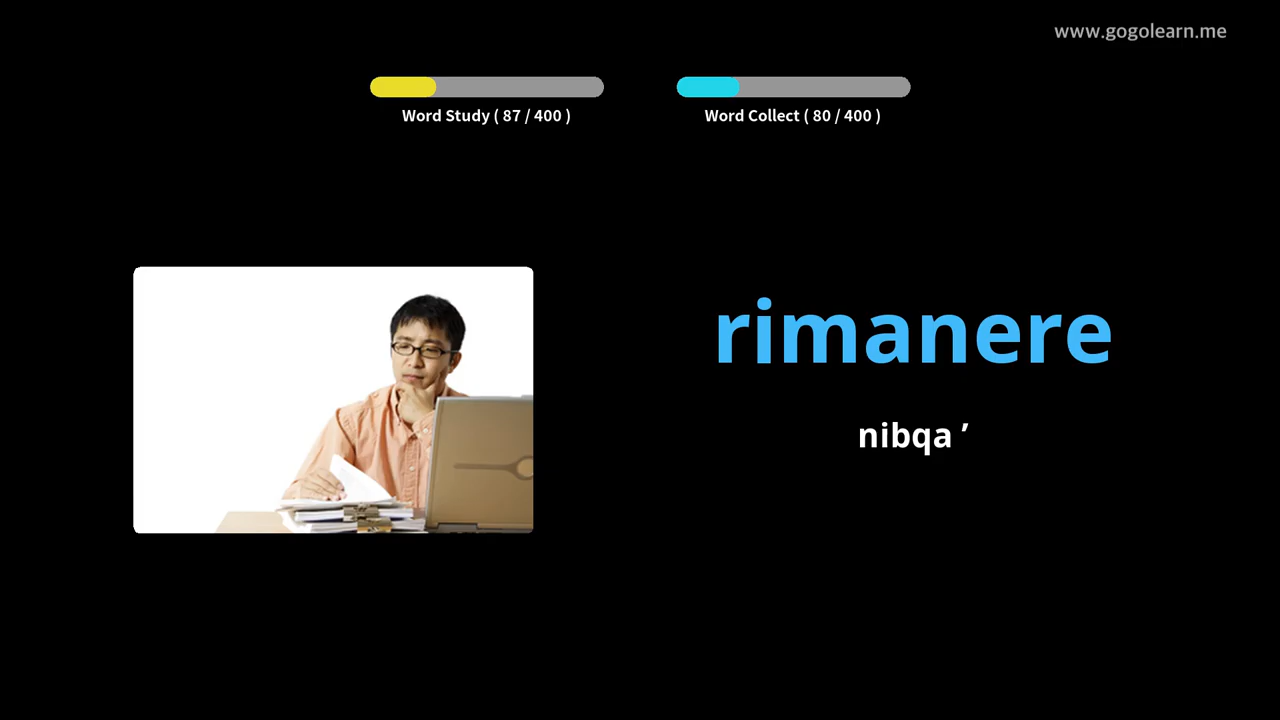 www.gogolearn.me
Word Study ( 87 / 400 )
Word Collect ( 80 / 400 )
rimanere
nibqa ’